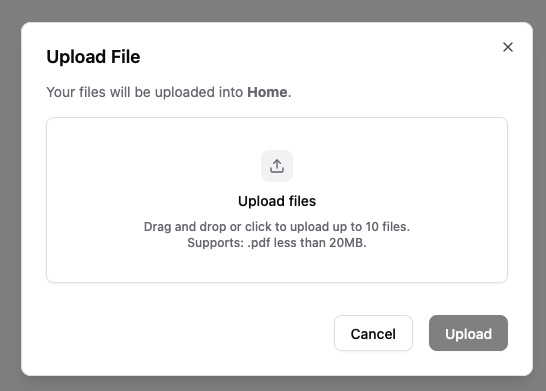 Upload File
Your files will be uploaded into Home.
Upload files
Drag and drop or click to upload up to 10 files.
Supports: .pdf less than 20MB.
Cancel
Upload